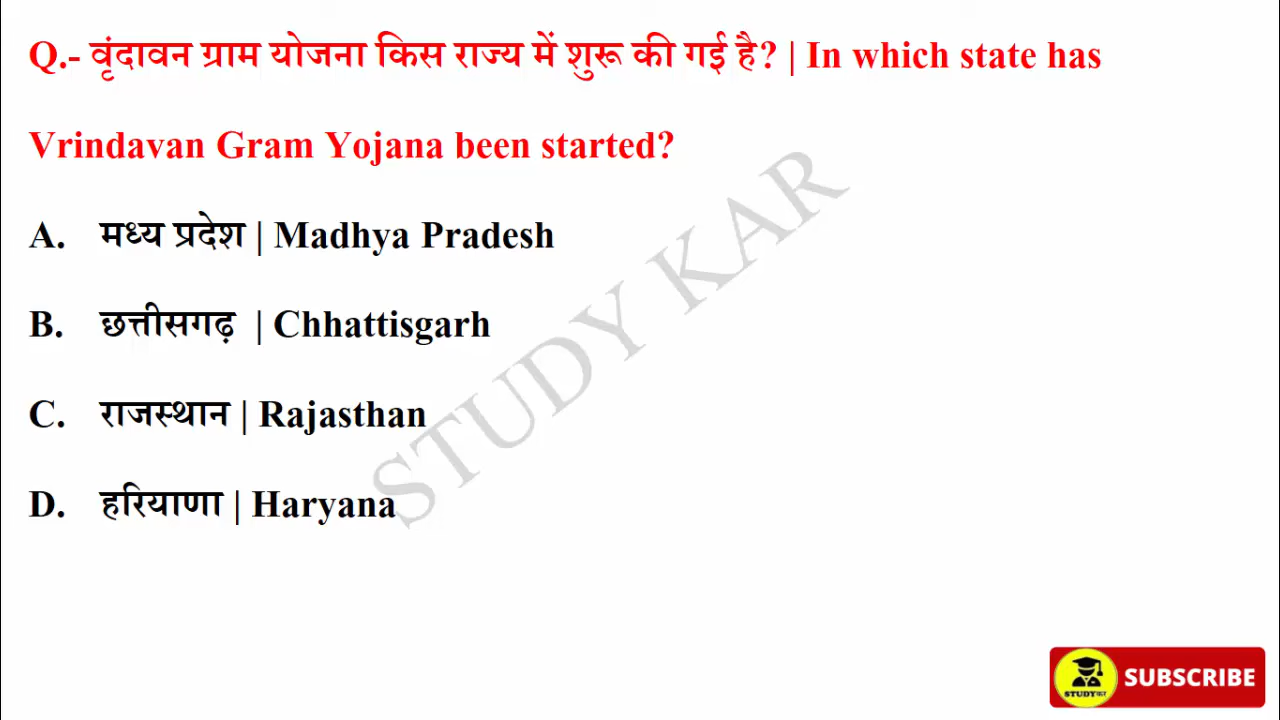 Q.- वृंदावन ग्राम योजना किस राज्य में शुरू की गई है? | In which state has
Vrindavan Gram Yojana been started?
A. मध्य प्रदेश | Madhya Pradesh
B. छत्तीसगढ़ | Chhattisgarh
C. राजस्थान | Rajasthan
D. हरियाणा | Haryana
STUDY KAR
STUDYकर SUBSCRIBE